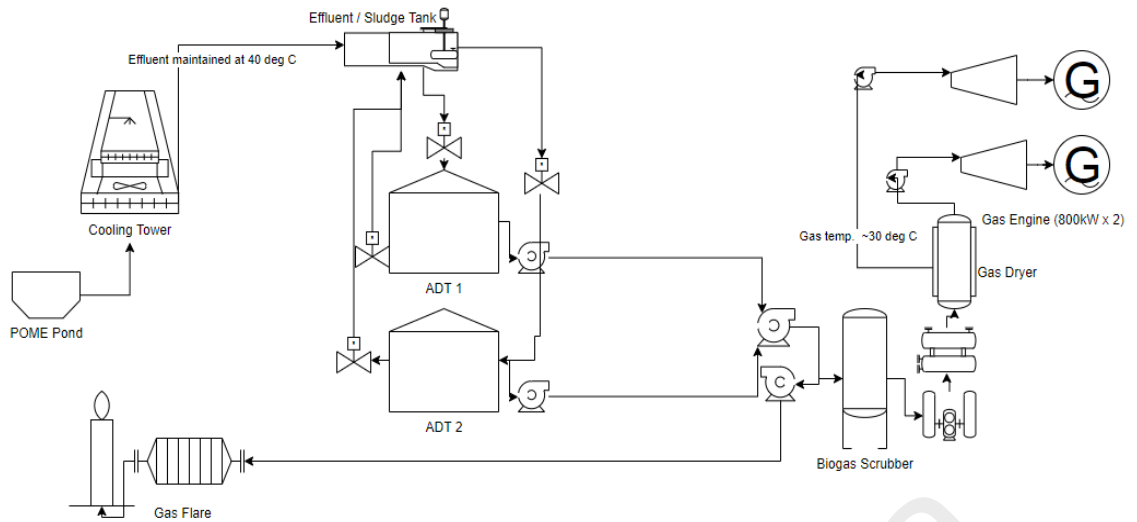 Effluent / Sludge Tank
Effluent maintained at 40 deg C
G
G
Cooling Tower
Gas Engine (800kW x 2)
Gas temp. ~30 deg C
Gas Dryer
ADT 1
POME Pond
C
ADT 2
Biogas Scrubber
Gas Flare